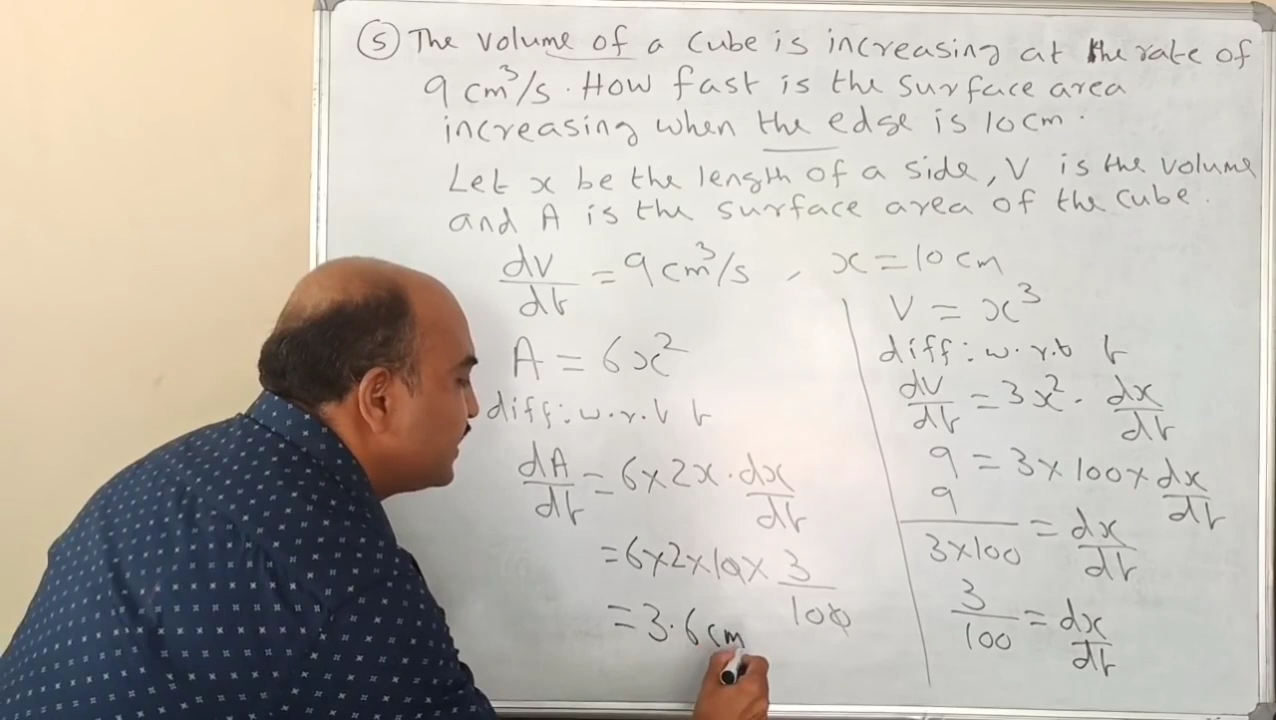 ⑤ The volume of a cube is increasing at the rate of
9 cm³/s. How fast is the surface area
increasing when the edge is 10cm.
Let x be the length of a side, V is the volume
and A is the surface area of the cube.
dV/dt = 9 cm³/s , x = 10 cm
A = 6x²
diff: w.r.t t
dA/dt = 6×2x · dx/dt
= 6×2×10× 3/100
= 3.6 cm
V = x³
diff: w.r.t t
dV/dt = 3x² · dx/dt
9 = 3×100× dx/dt
9/3×100 = dx/dt
3/100 = dx/dt